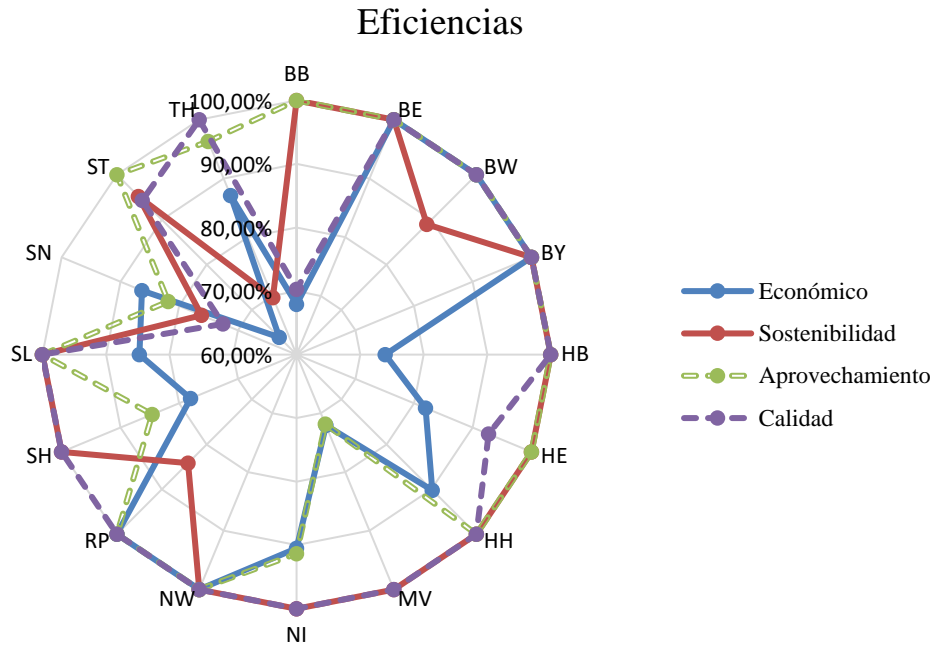 Eficiencias
BB
100,00%
BE
TH
90,00%
BW
ST
80,00%
SN
BY
70,00%
Económico
Sostenibilidad
60,00%
SL
HB
Aprovechamiento
Calidad
SH
HE
RP
HH
NW
MV
NI